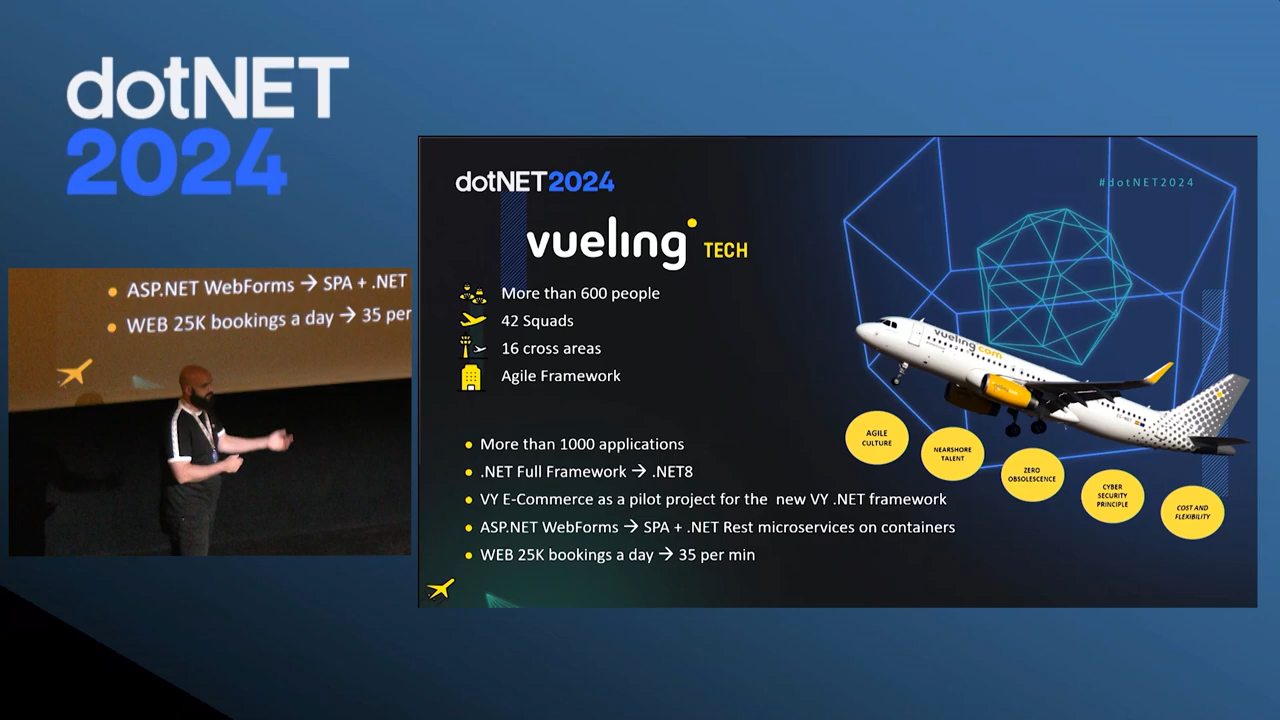 dotNET
2024
ASP.NET WebForms → SPA + .NET
WEB 25K bookings a day → 35 per
dotNET2024
#dotNET2024
vueling TECH
More than 600 people
42 Squads
16 cross areas
Agile Framework
More than 1000 applications
.NET Full Framework → .NET8
VY E-Commerce as a pilot project for the new VY .NET framework
ASP.NET WebForms → SPA + .NET Rest microservices on containers
WEB 25K bookings a day → 35 per min
vueling.com
AGILE
CULTURE
NEARSHORE
TALENT
ZERO
OBSOLESCENCE
CYBER
SECURITY
PRINCIPLE
COST AND
FLEXIBILITY